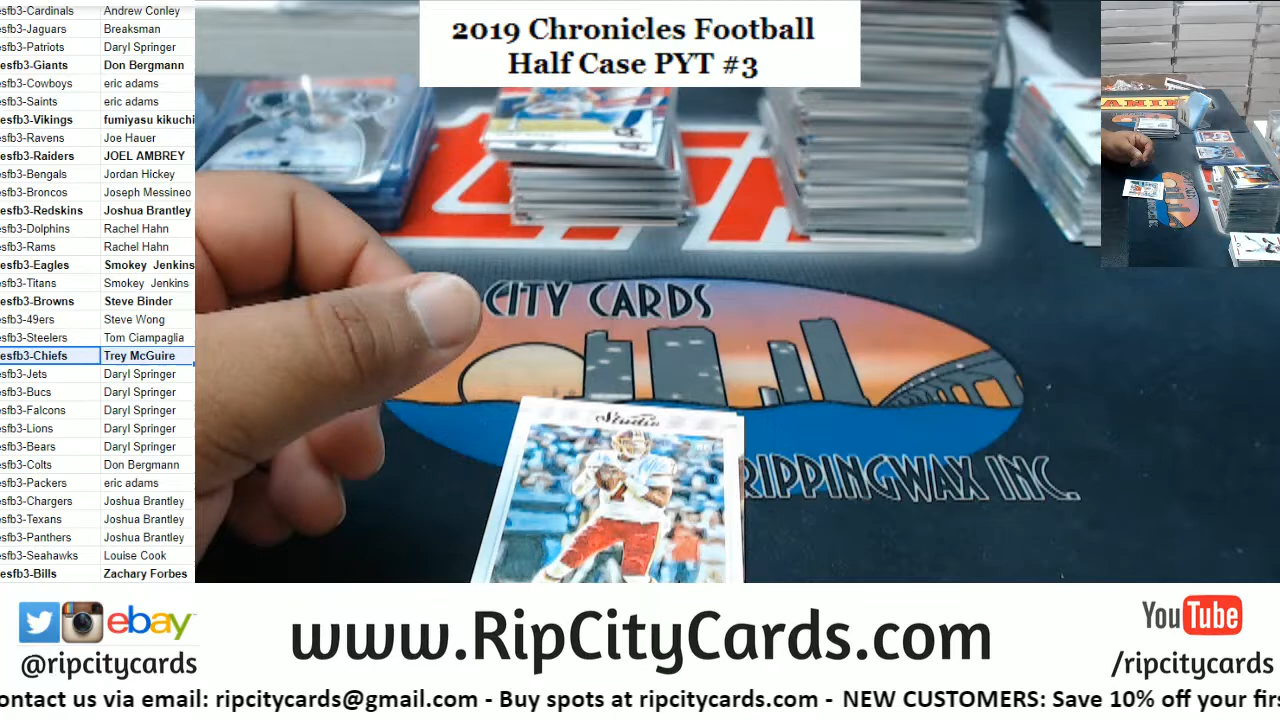 esfb3-Cardinals Andrew Conley
esfb3-Jaguars Breaksman
esfb3-Patriots Daryl Springer
esfb3-Giants Don Bergmann
esfb3-Cowboys eric adams
esfb3-Saints eric adams
esfb3-Vikings fumiyasu kikuchi
esfb3-Ravens Joe Hauer
esfb3-Raiders JOEL AMBREY
esfb3-Bengals Jordan Hickey
esfb3-Broncos Joseph Messineo
esfb3-Redskins Joshua Brantley
esfb3-Dolphins Rachel Hahn
esfb3-Rams Rachel Hahn
esfb3-Eagles Smokey Jenkins
esfb3-Titans Smokey Jenkins
esfb3-Browns Steve Binder
esfb3-49ers Steve Wong
esfb3-Steelers Tom Ciampaglia
esfb3-Chiefs Trey McGuire
esfb3-Jets Daryl Springer
esfb3-Bucs Daryl Springer
esfb3-Falcons Daryl Springer
esfb3-Lions Daryl Springer
esfb3-Bears Daryl Springer
esfb3-Colts Don Bergmann
esfb3-Packers eric adams
esfb3-Chargers Joshua Brantley
esfb3-Texans Joshua Brantley
esfb3-Panthers Joshua Brantley
esfb3-Seahawks Louise Cook
esfb3-Bills Zachary Forbes
2019 Chronicles Football
Half Case PYT #3
CITY CARDS
RIPPINGWAX INC.
Studio
ebay
@ripcitycards
www.RipCityCards.com
YouTube
/ripcitycards
ontact us via email: ripcitycards@gmail.com - Buy spots at ripcitycards.com - NEW CUSTOMERS: Save 10% off your firs